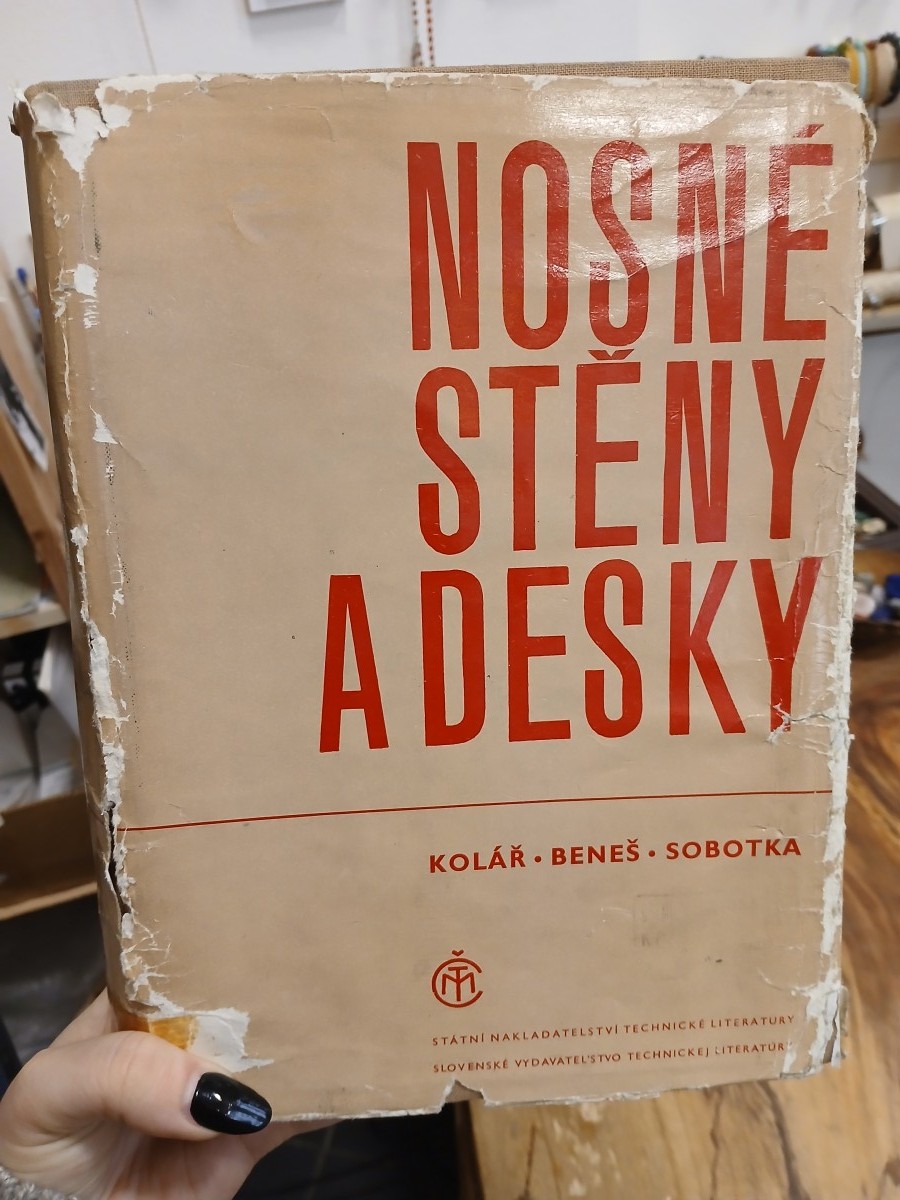 NOSNÉ
STĚNY
A DESKY
KOLÁŘ • BENEŠ • SOBOTKA
STÁTNÍ NAKLADATELSTVÍ TECHNICKÉ LITERATURY
SLOVENSKÉ VYDAVATEĽSTVO TECHNICKEJ LITERATÚRY